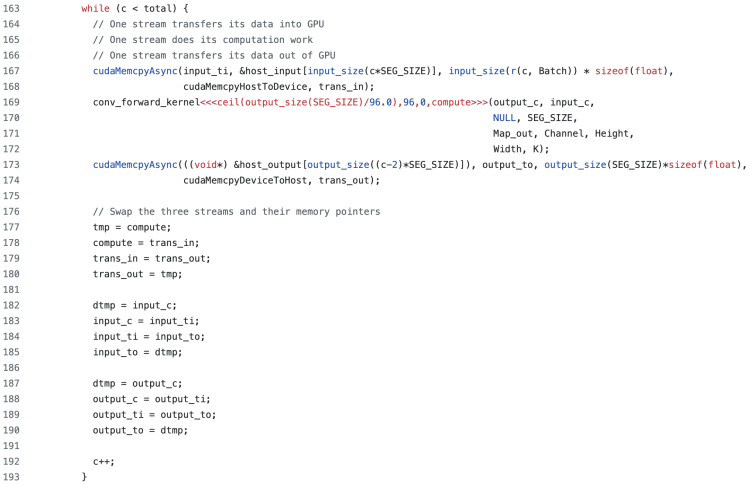 163 while (c < total) {
164 // One stream transfers its data into GPU
165 // One stream does its computation work
166 // One stream transfers its data out of GPU
167 cudaMemcpyAsync(input_ti, &host_input[input_size(c*SEG_SIZE)], input_size(r(c, Batch)) * sizeof(float),
168 cudaMemcpyHostToDevice, trans_in);
169 conv_forward_kernel<<<ceil(output_size(SEG_SIZE)/96.0),96,0,compute>>>(output_c, input_c,
170 NULL, SEG_SIZE,
171 Map_out, Channel, Height,
172 Width, K);
173 cudaMemcpyAsync(((void*) &host_output[output_size((c-2)*SEG_SIZE)]), output_to, output_size(SEG_SIZE)*sizeof(float),
174 cudaMemcpyDeviceToHost, trans_out);
175
176 // Swap the three streams and their memory pointers
177 tmp = compute;
178 compute = trans_in;
179 trans_in = trans_out;
180 trans_out = tmp;
181
182 dtmp = input_c;
183 input_c = input_ti;
184 input_ti = input_to;
185 input_to = dtmp;
186
187 dtmp = output_c;
188 output_c = output_ti;
189 output_ti = output_to;
190 output_to = dtmp;
191
192 c++;
193 }